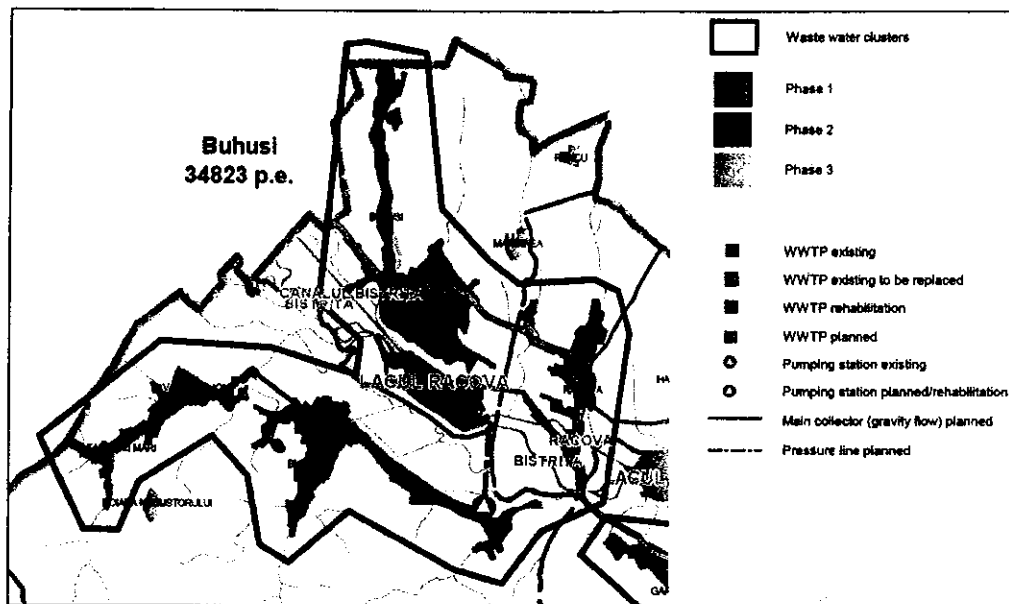 Buhusi
34823 p.e.
CANALUL BISTRITA
BISTRITA
LACUL RACOVA
RACOVA
BISTRITA
LACUL
Waste water clusters
Phase 1
Phase 2
Phase 3
WWTP existing
WWTP existing to be replaced
WWTP rehabilitation
WWTP planned
Pumping station existing
Pumping station planned/rehabilitation
Main collector (gravity flow) planned
Pressure line planned